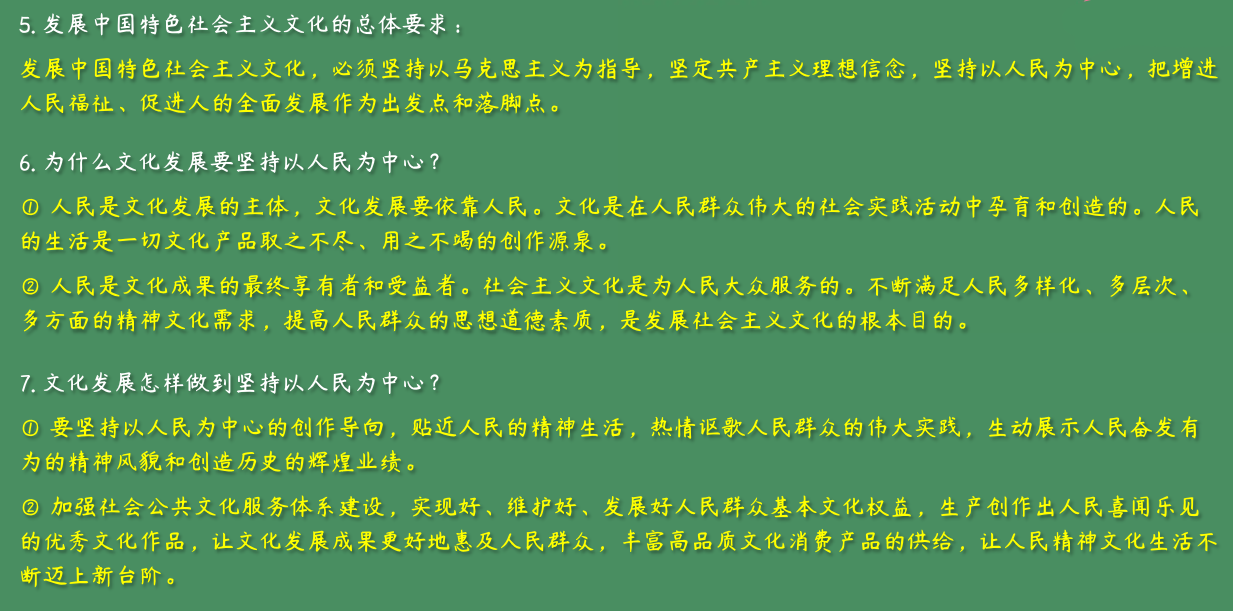 5. 发展中国特色社会主义文化的总体要求：
发展中国特色社会主义文化，必须坚持以马克思主义为指导，坚定共产主义理想信念，坚持以人民为中心，把增进
人民福祉、促进人的全面发展作为出发点和落脚点。
6. 为什么文化发展要坚持以人民为中心？
① 人民是文化发展的主体，文化发展要依靠人民。文化是在人民群众伟大的社会实践活动中孕育和创造的。人民
的生活是一切文化产品取之不尽、用之不竭的创作源泉。
② 人民是文化成果的最终享有者和受益者。社会主义文化是为人民大众服务的。不断满足人民多样化、多层次、
多方面的精神文化需求，提高人民群众的思想道德素质，是发展社会主义文化的根本目的。
7. 文化发展怎样做到坚持以人民为中心？
① 要坚持以人民为中心的创作导向，贴近人民的精神生活，热情讴歌人民群众的伟大实践，生动展示人民奋发有
为的精神风貌和创造历史的辉煌业绩。
② 加强社会公共文化服务体系建设，实现好、维护好、发展好人民群众基本文化权益，生产创作出人民喜闻乐见
的优秀文化作品，让文化发展成果更好地惠及人民群众，丰富高品质文化消费产品的供给，让人民精神文化生活不
断迈上新台阶。